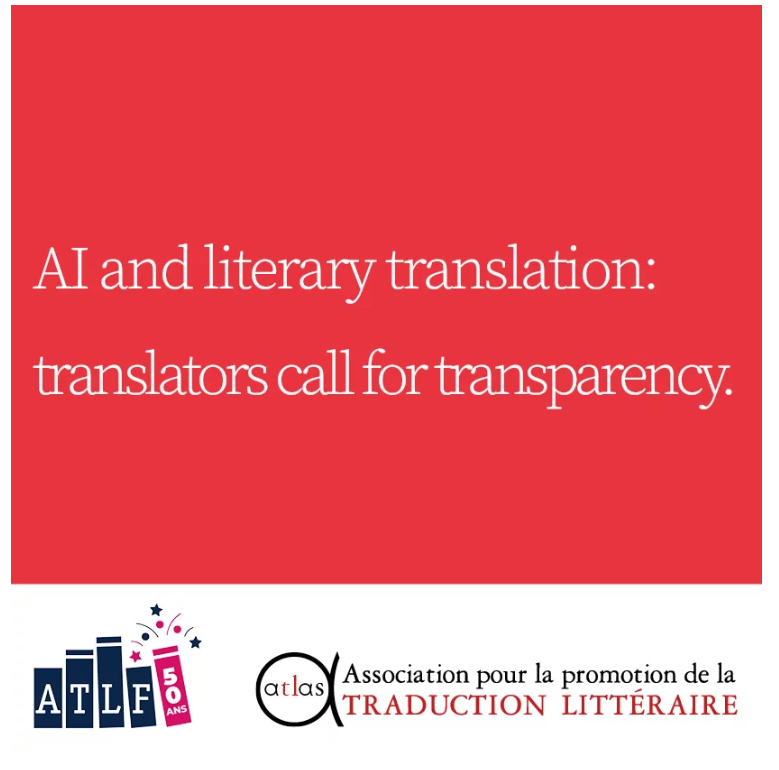 AI and literary translation:
translators call for transparency.
ATLF
50
ANS
atlas
Association pour la promotion de la
TRADUCTION LITTÉRAIRE